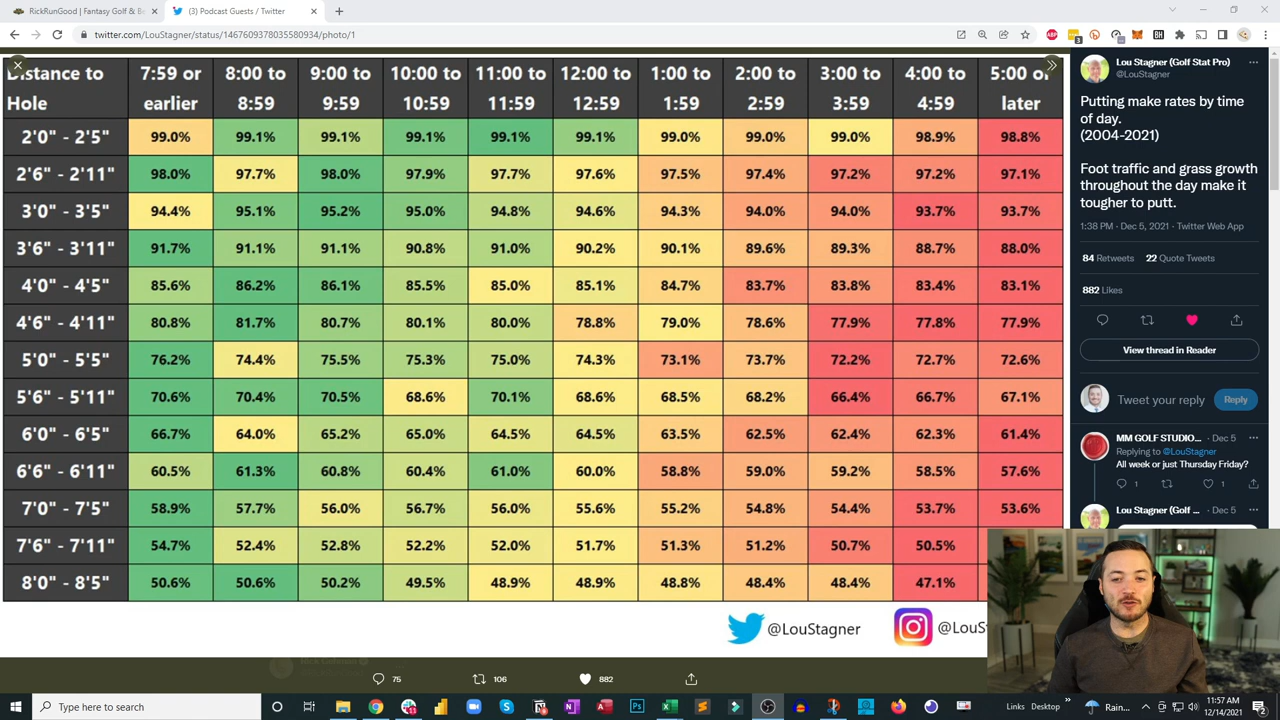 RickRunGood | Fantasy Golf & Be
(3) Podcast Guests / Twitter
twitter.com/LouStagner/status/1467609378035580934/photo/1
Distance to Hole 7:59 or earlier 8:00 to 8:59 9:00 to 9:59 10:00 to 10:59 11:00 to 11:59 12:00 to 12:59 1:00 to 1:59 2:00 to 2:59 3:00 to 3:59 4:00 to 4:59 5:00 or later
2'0" - 2'5" 99.0% 99.1% 99.1% 99.1% 99.1% 99.1% 99.0% 99.0% 99.0% 98.9% 98.8%
2'6" - 2'11" 98.0% 97.7% 98.0% 97.9% 97.7% 97.6% 97.5% 97.4% 97.2% 97.2% 97.1%
3'0" - 3'5" 94.4% 95.1% 95.2% 95.0% 94.8% 94.6% 94.3% 94.0% 94.0% 93.7% 93.7%
3'6" - 3'11" 91.7% 91.1% 91.1% 90.8% 91.0% 90.2% 90.1% 89.6% 89.3% 88.7% 88.0%
4'0" - 4'5" 85.6% 86.2% 86.1% 85.5% 85.0% 85.1% 84.7% 83.7% 83.8% 83.4% 83.1%
4'6" - 4'11" 80.8% 81.7% 80.7% 80.1% 80.0% 78.8% 79.0% 78.6% 77.9% 77.8% 77.9%
5'0" - 5'5" 76.2% 74.4% 75.5% 75.3% 75.0% 74.3% 73.1% 73.7% 72.2% 72.7% 72.6%
5'6" - 5'11" 70.6% 70.4% 70.5% 68.6% 70.1% 68.6% 68.5% 68.2% 66.4% 66.7% 67.1%
6'0" - 6'5" 66.7% 64.0% 65.2% 65.0% 64.5% 64.5% 63.5% 62.5% 62.4% 62.3% 61.4%
6'6" - 6'11" 60.5% 61.3% 60.8% 60.4% 61.0% 60.0% 58.8% 59.0% 59.2% 58.5% 57.6%
7'0" - 7'5" 58.9% 57.7% 56.0% 56.7% 56.0% 55.6% 55.2% 54.8% 54.4% 53.7% 53.6%
7'6" - 7'11" 54.7% 52.4% 52.8% 52.2% 52.0% 51.7% 51.3% 51.2% 50.7% 50.5%
8'0" - 8'5" 50.6% 50.6% 50.2% 49.5% 48.9% 48.9% 48.8% 48.4% 48.4% 47.1%
@LouStagner @LouS
75 106 882
Lou Stagner (Golf Stat Pro)
@LouStagner
Putting make rates by time
of day.
(2004-2021)
Foot traffic and grass growth
throughout the day make it
tougher to putt.
1:38 PM · Dec 5, 2021 · Twitter Web App
84 Retweets 22 Quote Tweets
882 Likes
View thread in Reader
Tweet your reply Reply
MM GOLF STUDIO... · Dec 5
Replying to @LouStagner
All week or just Thursday Friday?
1 1
Lou Stagner (Golf ... · Dec 5
Type here to search
Links Desktop Rain...
11:57 AM
12/14/2021